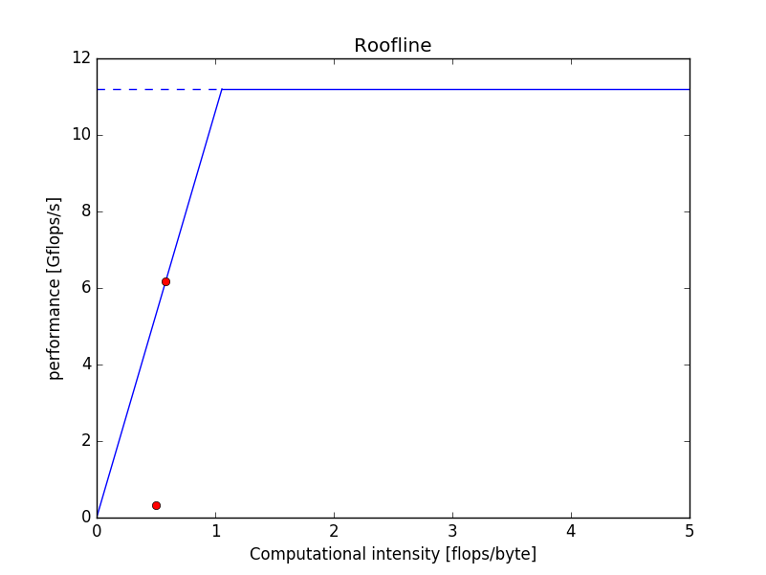 Roofline
12
10
8
6
4
2
0
0 1 2 3 4 5
performance [Gflops/s]
Computational intensity [flops/byte]